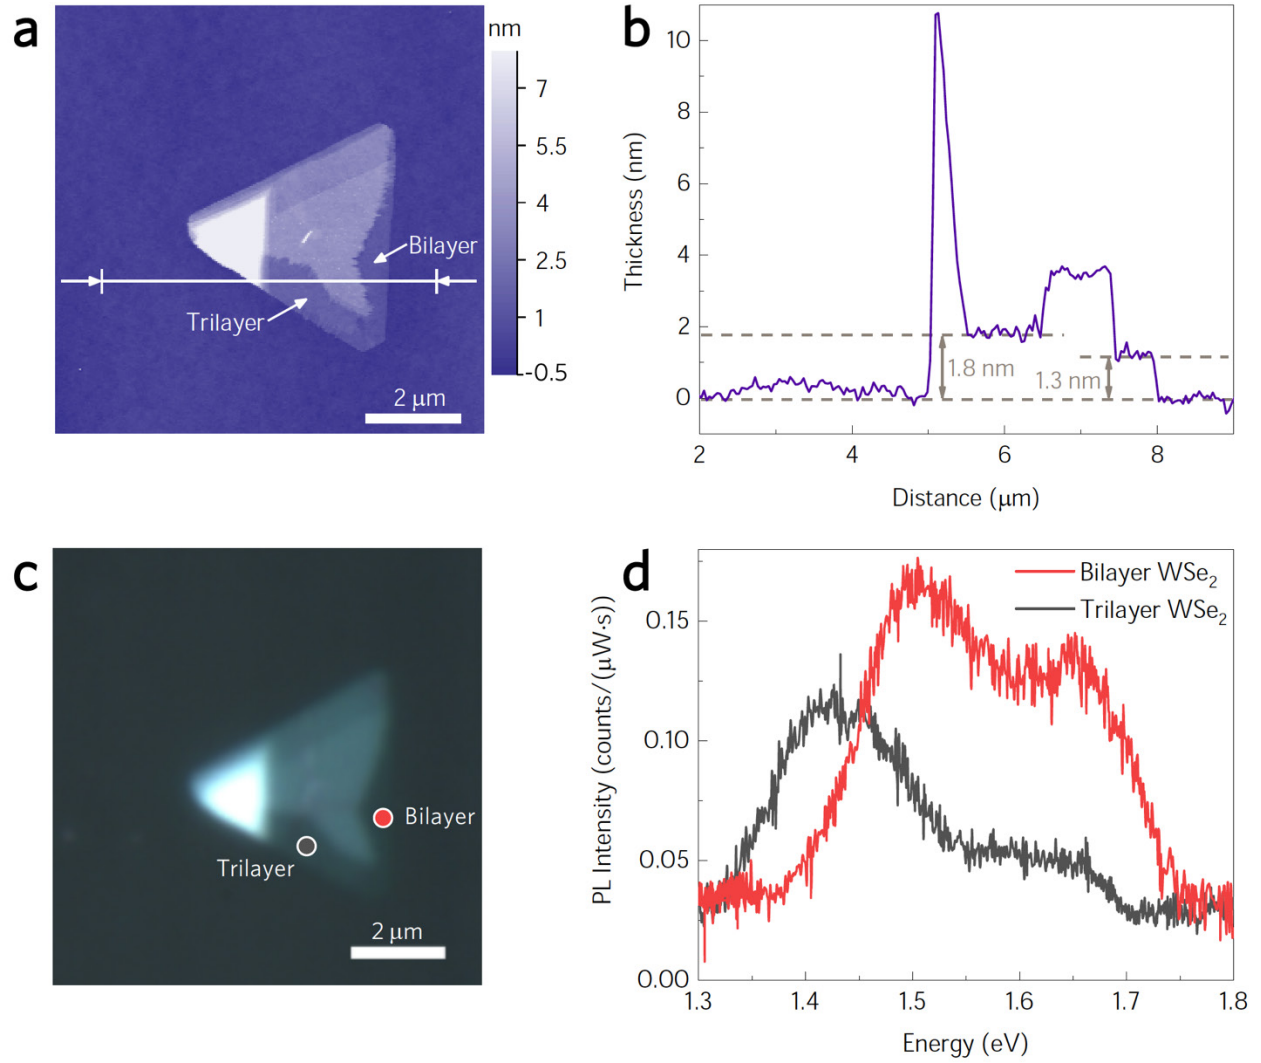 a
nm
7
5.5
4
2.5
1
-0.5
Bilayer
Trilayer
2 μm
b
Thickness (nm)
10
8
6
4
2
0
1.8 nm
1.3 nm
2 4 6 8
Distance (μm)
c
Bilayer
Trilayer
2 μm
d
PL Intensity (counts/(μW·s))
Bilayer WSe₂
Trilayer WSe₂
0.15
0.10
0.05
0.00
1.3 1.4 1.5 1.6 1.7 1.8
Energy (eV)